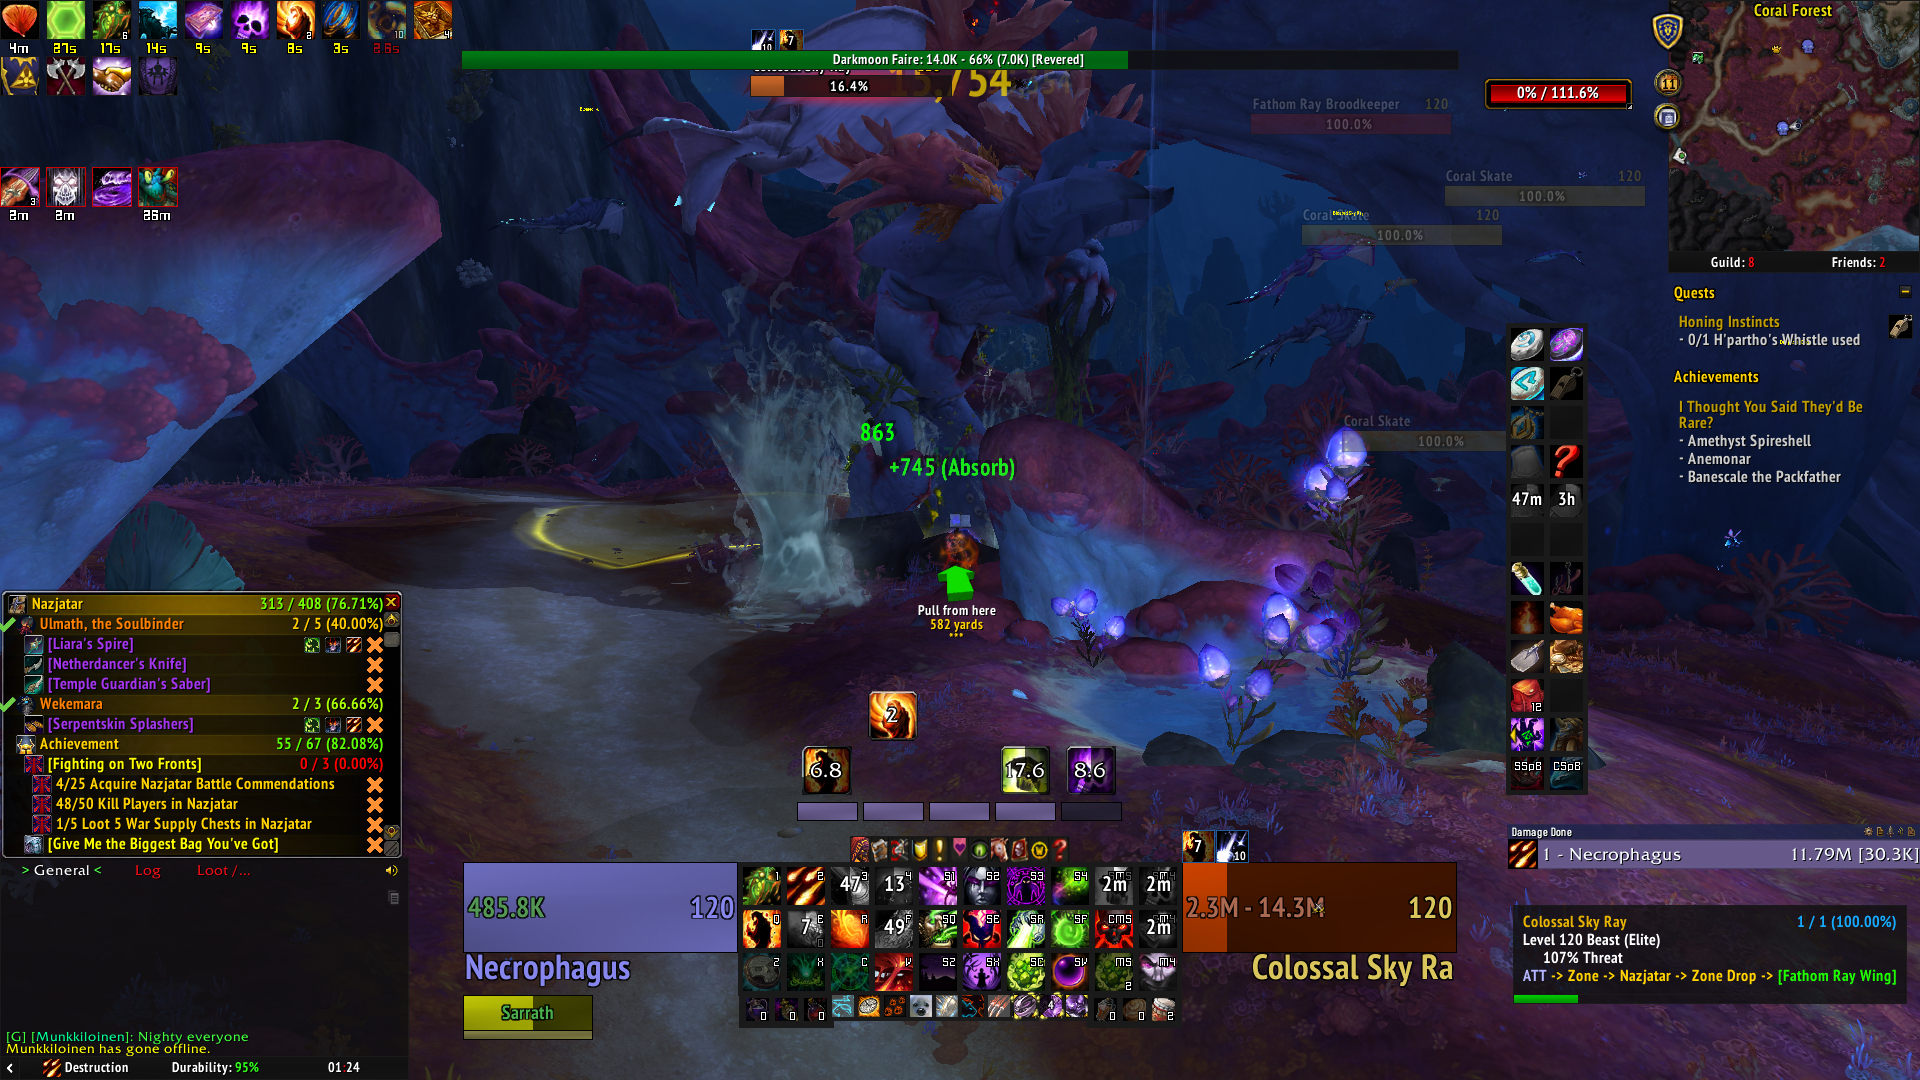 4m 27s 17s 14s 9s 9s 8s 3s 2.6s
2m 2m 26m
Darkmoon Faire: 14.0K - 66% (7.0K) [Revered]
16.4%
Fathom Ray Broodkeeper 120
100.0%
0% / 111.6%
Coral Forest
Coral Skate 120
100.0%
Coral Skate 120
100.0%
Guild: 8 Friends: 2
Quests
Honing Instincts
- 0/1 H'partho's Whistle used
Achievements
I Thought You Said They'd Be
Rare?
- Amethyst Spireshell
- Anemonar
- Banescale the Packfather
Coral Skate
100.0%
863
+745 (Absorb)
47m 3h
Pull from here
582 yards
***
2
6.8 17.6 8.6
12
SSpB CSpB
Nazjatar 313 / 408 (76.71%)
Ulmath, the Soulbinder 2 / 5 (40.00%)
[Liara's Spire]
[Netherdancer's Knife]
[Temple Guardian's Saber]
Wekemara 2 / 3 (66.66%)
[Serpentskin Splashers]
Achievement 55 / 67 (82.08%)
[Fighting on Two Fronts] 0 / 3 (0.00%)
4/25 Acquire Nazjatar Battle Commendations
48/50 Kill Players in Nazjatar
1/5 Loot 5 War Supply Chests in Nazjatar
[Give Me the Biggest Bag You've Got]
> General < Log Loot /...
[G] [Munkkiloinen]: Nighty everyone
Munkkiloinen has gone offline.
Destruction Durability: 95% 01:24
485.8K 120
Necrophagus
Sarrath
7 10
2.3M - 14.3M 120
Colossal Sky Ra
Damage Done
1 - Necrophagus 11.79M [30.3K]
Colossal Sky Ray 1 / 1 (100.00%)
Level 120 Beast (Elite)
107% Threat
ATT -> Zone -> Nazjatar -> Zone Drop -> [Fathom Ray Wing]